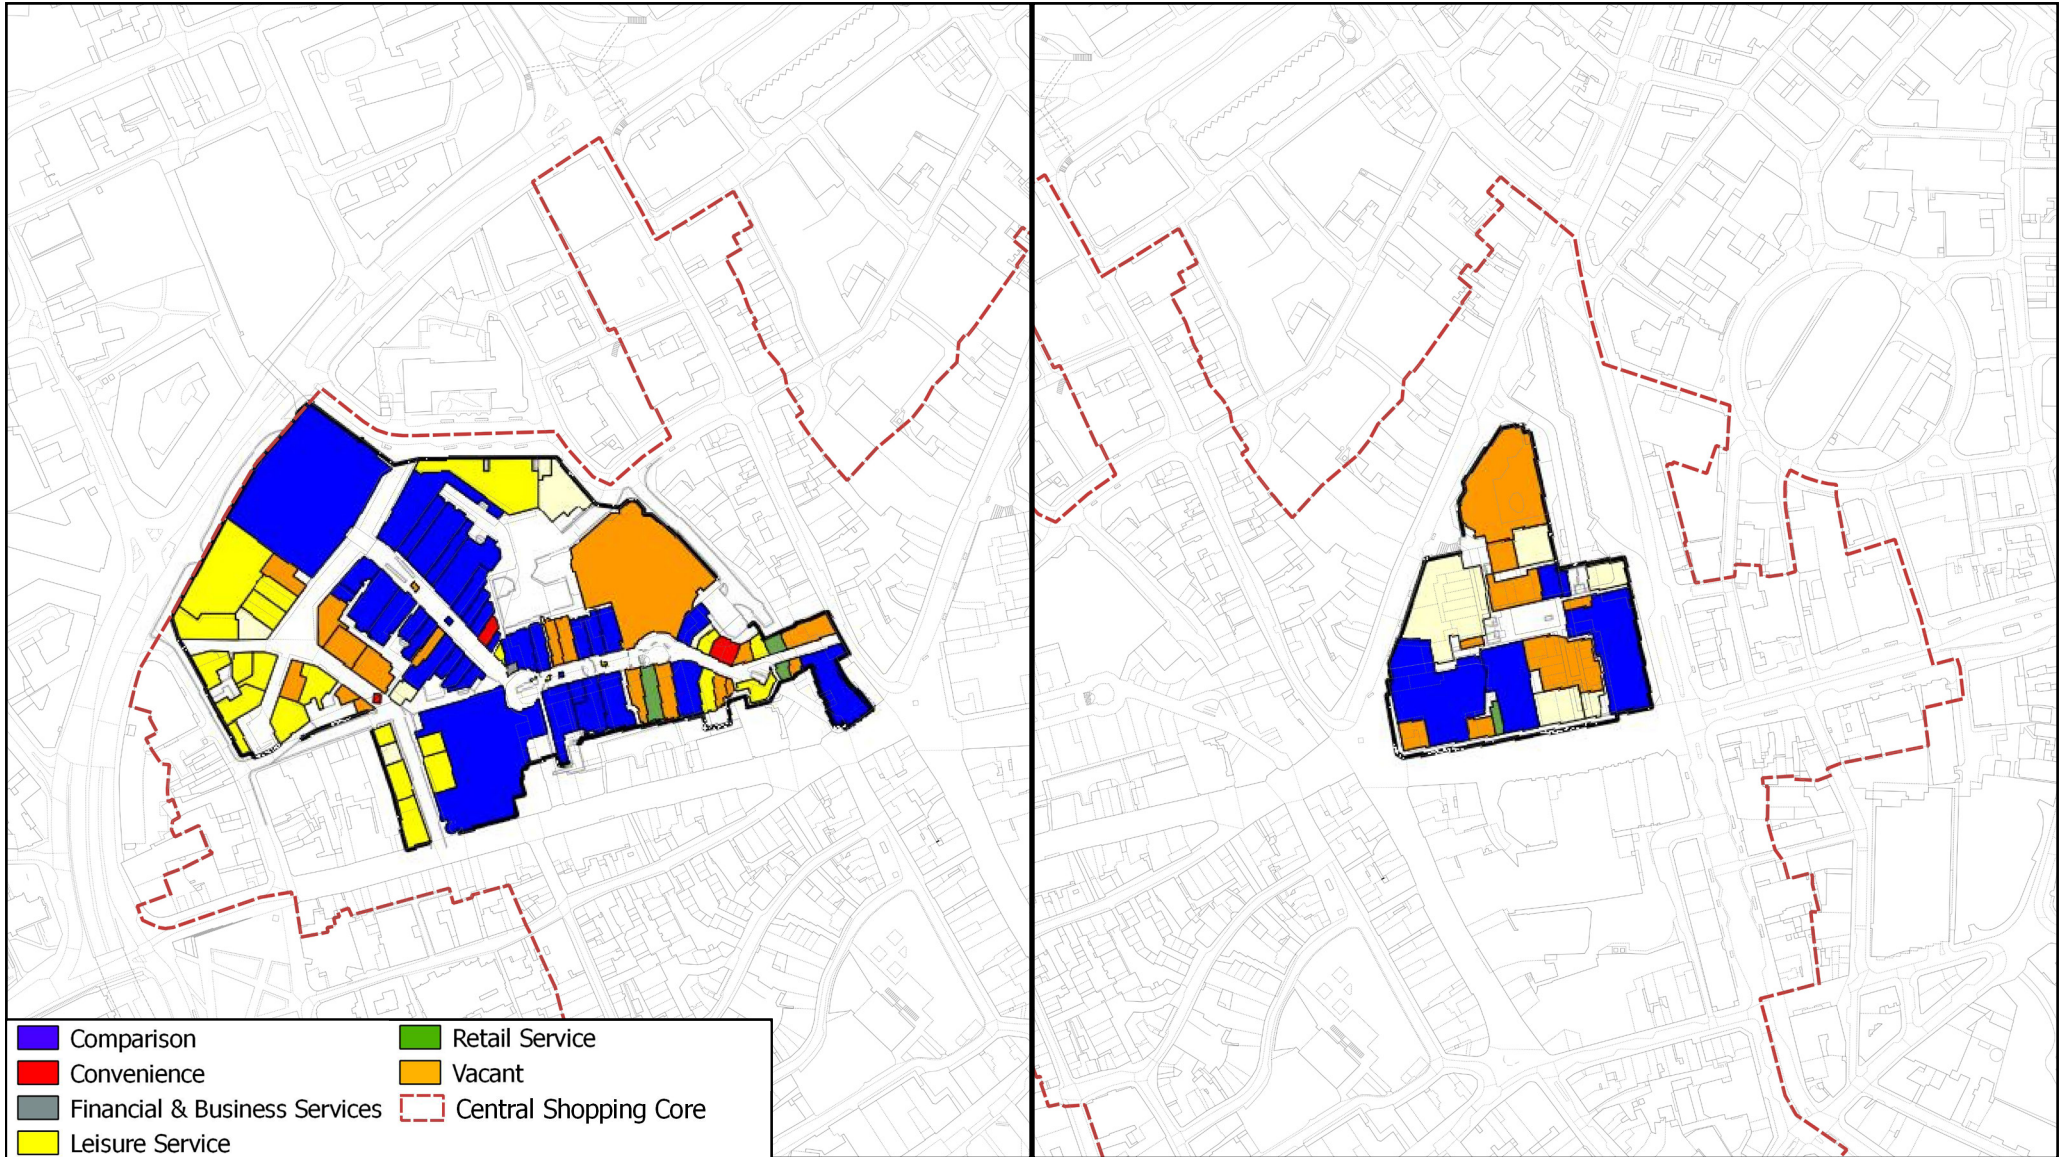 Comparison
Convenience
Financial & Business Services
Leisure Service
Retail Service
Vacant
Central Shopping Core